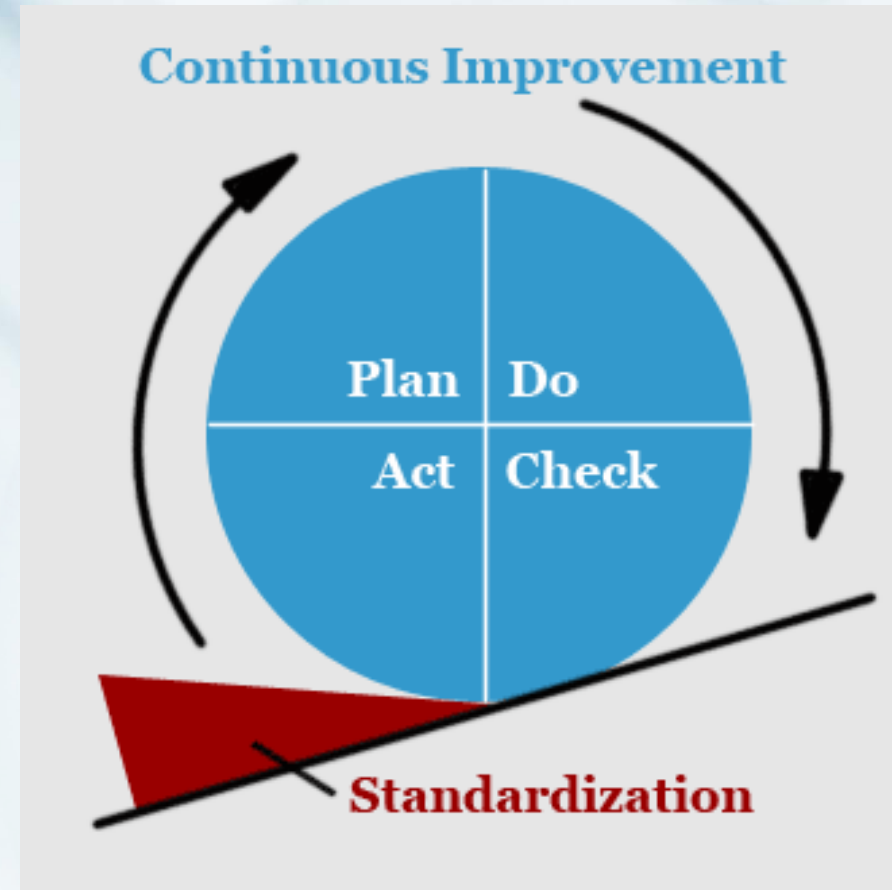 Continuous Improvement
Plan Do
Act Check
Standardization